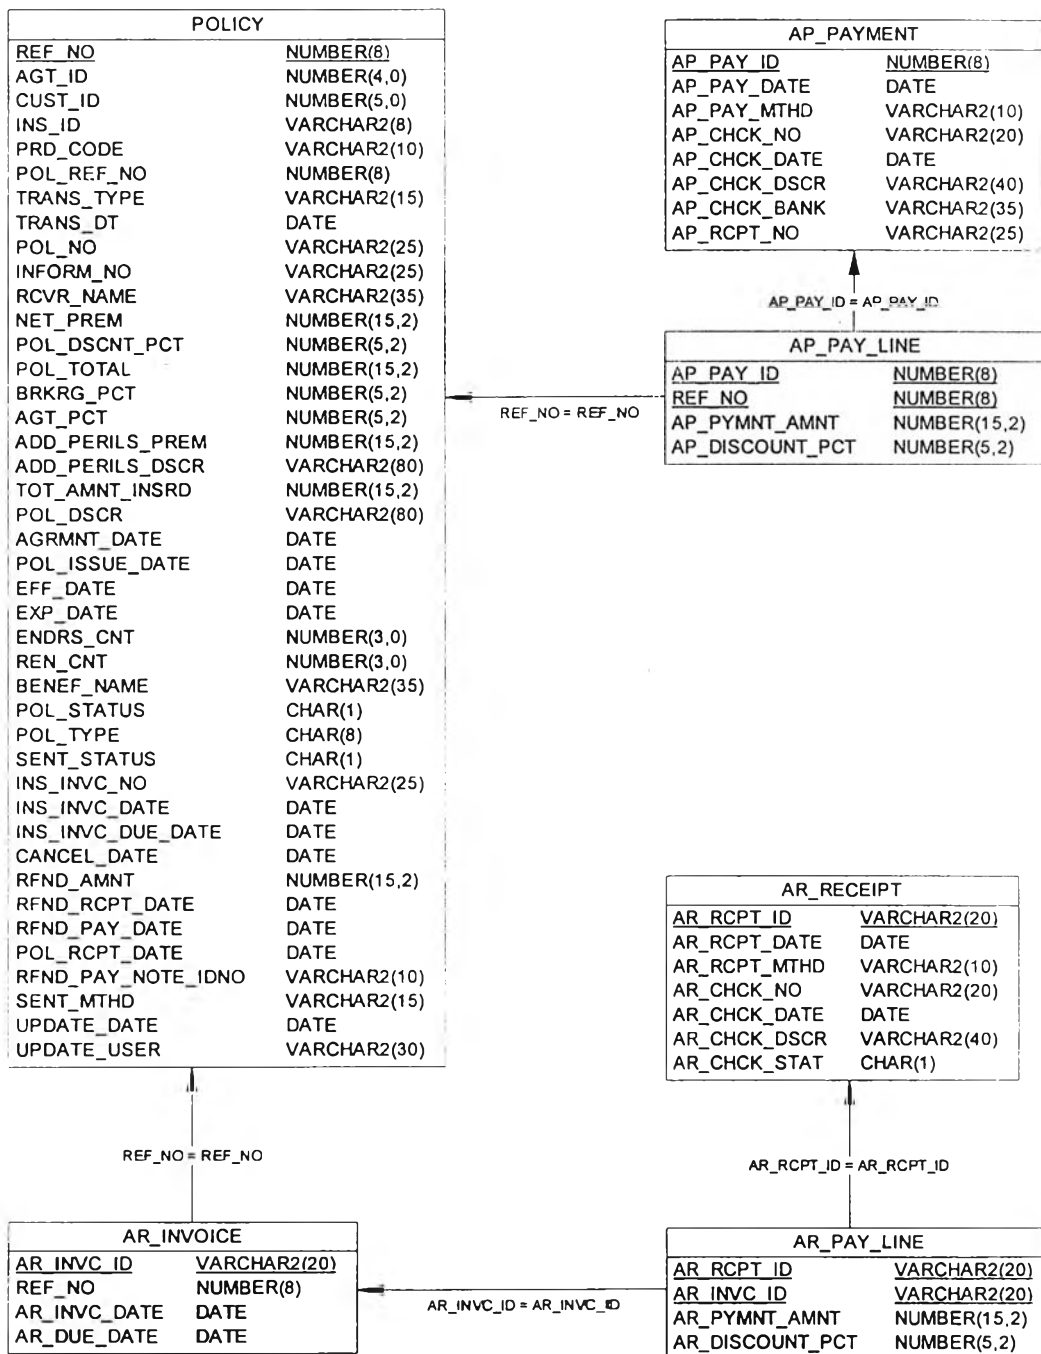 POLICY
REF_NO NUMBER(8)
AGT_ID NUMBER(4,0)
CUST_ID NUMBER(5,0)
INS_ID VARCHAR2(8)
PRD_CODE VARCHAR2(10)
POL_REF_NO NUMBER(8)
TRANS_TYPE VARCHAR2(15)
TRANS_DT DATE
POL_NO VARCHAR2(25)
INFORM_NO VARCHAR2(25)
RCVR_NAME VARCHAR2(35)
NET_PREM NUMBER(15,2)
POL_DSCNT_PCT NUMBER(5,2)
POL_TOTAL NUMBER(15,2)
BRKRG_PCT NUMBER(5,2)
AGT_PCT NUMBER(5,2)
ADD_PERILS_PREM NUMBER(15,2)
ADD_PERILS_DSCR VARCHAR2(80)
TOT_AMNT_INSRD NUMBER(15,2)
POL_DSCR VARCHAR2(80)
AGRMNT_DATE DATE
POL_ISSUE_DATE DATE
EFF_DATE DATE
EXP_DATE DATE
ENDRS_CNT NUMBER(3,0)
REN_CNT NUMBER(3,0)
BENEF_NAME VARCHAR2(35)
POL_STATUS CHAR(1)
POL_TYPE CHAR(8)
SENT_STATUS CHAR(1)
INS_INVC_NO VARCHAR2(25)
INS_INVC_DATE DATE
INS_INVC_DUE_DATE DATE
CANCEL_DATE DATE
RFND_AMNT NUMBER(15,2)
RFND_RCPT_DATE DATE
RFND_PAY_DATE DATE
POL_RCPT_DATE DATE
RFND_PAY_NOTE_IDNO VARCHAR2(10)
SENT_MTHD VARCHAR2(15)
UPDATE_DATE DATE
UPDATE_USER VARCHAR2(30)
AP_PAYMENT
AP_PAY_ID NUMBER(8)
AP_PAY_DATE DATE
AP_PAY_MTHD VARCHAR2(10)
AP_CHCK_NO VARCHAR2(20)
AP_CHCK_DATE DATE
AP_CHCK_DSCR VARCHAR2(40)
AP_CHCK_BANK VARCHAR2(35)
AP_RCPT_NO VARCHAR2(25)
AP_PAY_ID = AP_PAY_ID
AP_PAY_LINE
AP_PAY_ID NUMBER(8)
REF_NO NUMBER(8)
AP_PYMNT_AMNT NUMBER(15,2)
AP_DISCOUNT_PCT NUMBER(5,2)
REF_NO = REF_NO
AR_RECEIPT
AR_RCPT_ID VARCHAR2(20)
AR_RCPT_DATE DATE
AR_RCPT_MTHD VARCHAR2(10)
AR_CHCK_NO VARCHAR2(20)
AR_CHCK_DATE DATE
AR_CHCK_DSCR VARCHAR2(40)
AR_CHCK_STAT CHAR(1)
REF_NO = REF_NO
AR_RCPT_ID = AR_RCPT_ID
AR_INVOICE
AR_INVC_ID VARCHAR2(20)
REF_NO NUMBER(8)
AR_INVC_DATE DATE
AR_DUE_DATE DATE
AR_INVC_ID = AR_INVC_ID
AR_PAY_LINE
AR_RCPT_ID VARCHAR2(20)
AR_INVC_ID VARCHAR2(20)
AR_PYMNT_AMNT NUMBER(15,2)
AR_DISCOUNT_PCT NUMBER(5,2)